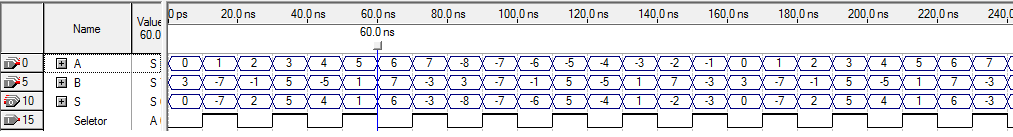 Name Value 60.0 0 ps 20.0 ns 40.0 ns 60.0 ns 80.0 ns 100.0 ns 120.0 ns 140.0 ns 160.0 ns 180.0 ns 200.0 ns 220.0 ns 240.
60.0 ns
0 A S 0 1 2 3 4 5 6 7 -8 -7 -6 -5 -4 -3 -2 -1 0 1 2 3 4 5 6 7
5 B S 3 -7 -1 5 -5 1 7 -3 3 -7 -1 5 -5 1 7 -3 3 -7 -1 5 -5 1 7 -3
10 S S 0 -7 2 5 4 1 6 -3 -8 -7 -6 5 -4 1 -2 -3 0 -7 2 5 4 1 6 -3
15 Seletor A